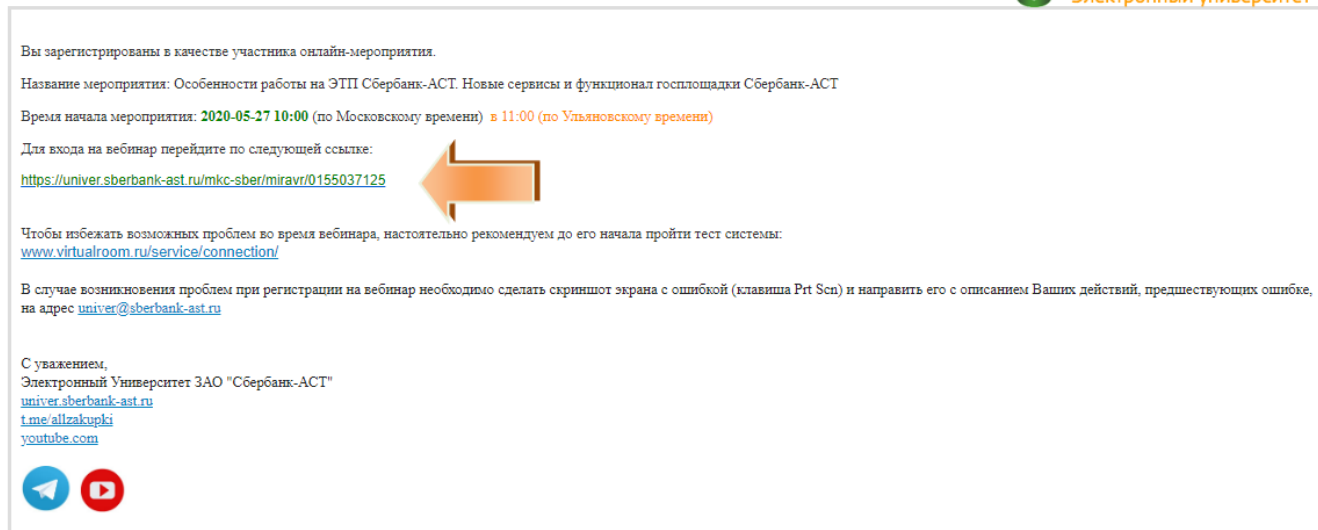 Электронный университет
Вы зарегистрированы в качестве участника онлайн-мероприятия.
Название мероприятия: Особенности работы на ЭТП Сбербанк-АСТ. Новые сервисы и функционал госплощадки Сбербанк-АСТ
Время начала мероприятия: 2020-05-27 10:00 (по Московскому времени) в 11:00 (по Ульяновскому времени)
Для входа на вебинар перейдите по следующей ссылке:
https://univer.sberbank-ast.ru/mkc-sber/miravr/0155037125
Чтобы избежать возможных проблем во время вебинара, настоятельно рекомендуем до его начала пройти тест системы:
www.virtualroom.ru/service/connection/
В случае возникновения проблем при регистрации на вебинар необходимо сделать скриншот экрана с ошибкой (клавиша Prt Scn) и направить его с описанием Ваших действий, предшествующих ошибке,
на адрес univer@sberbank-ast.ru
С уважением,
Электронный Университет ЗАО "Сбербанк-АСТ"
univer.sberbank-ast.ru
t.me/allzakupki
youtube.com